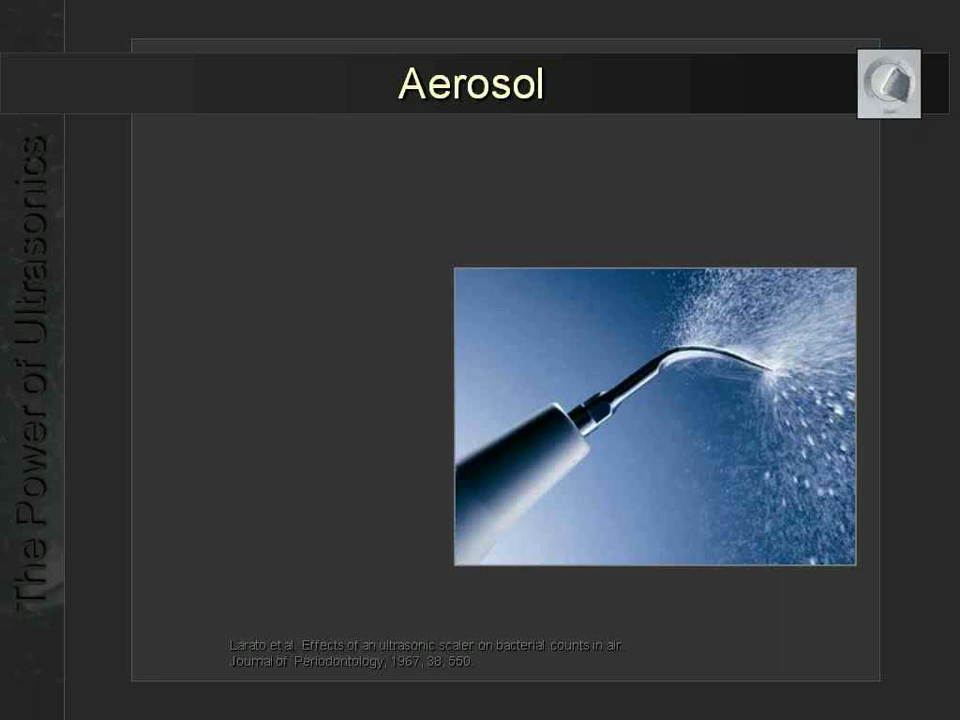 Aerosol
The Power of Ultrasonics
Larato et al. Effects of an ultrasonic scaler on bacterial counts in air.
Journal of Periodontology, 1967, 38, 550.